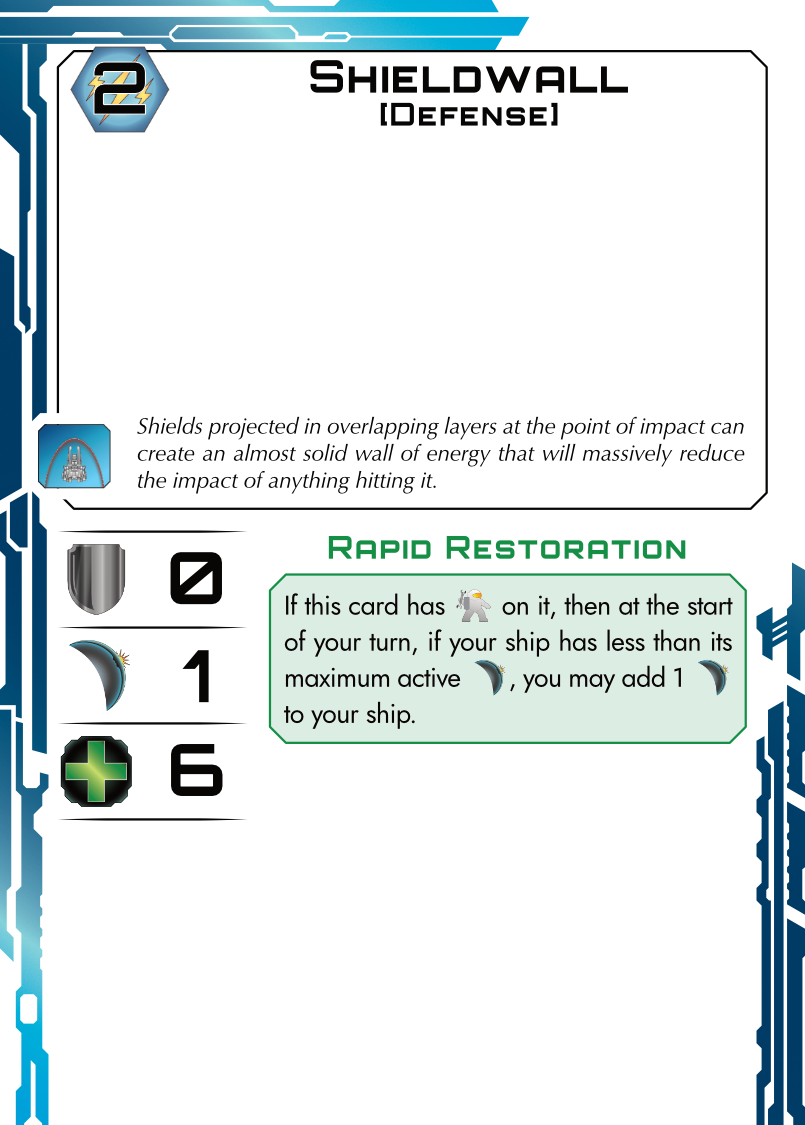 2
Shieldwall
[Defense]
Shields projected in overlapping layers at the point of impact can
create an almost solid wall of energy that will massively reduce
the impact of anything hitting it.
0
1
6
Rapid Restoration
If this card has on it, then at the start
of your turn, if your ship has less than its
maximum active , you may add 1
to your ship.